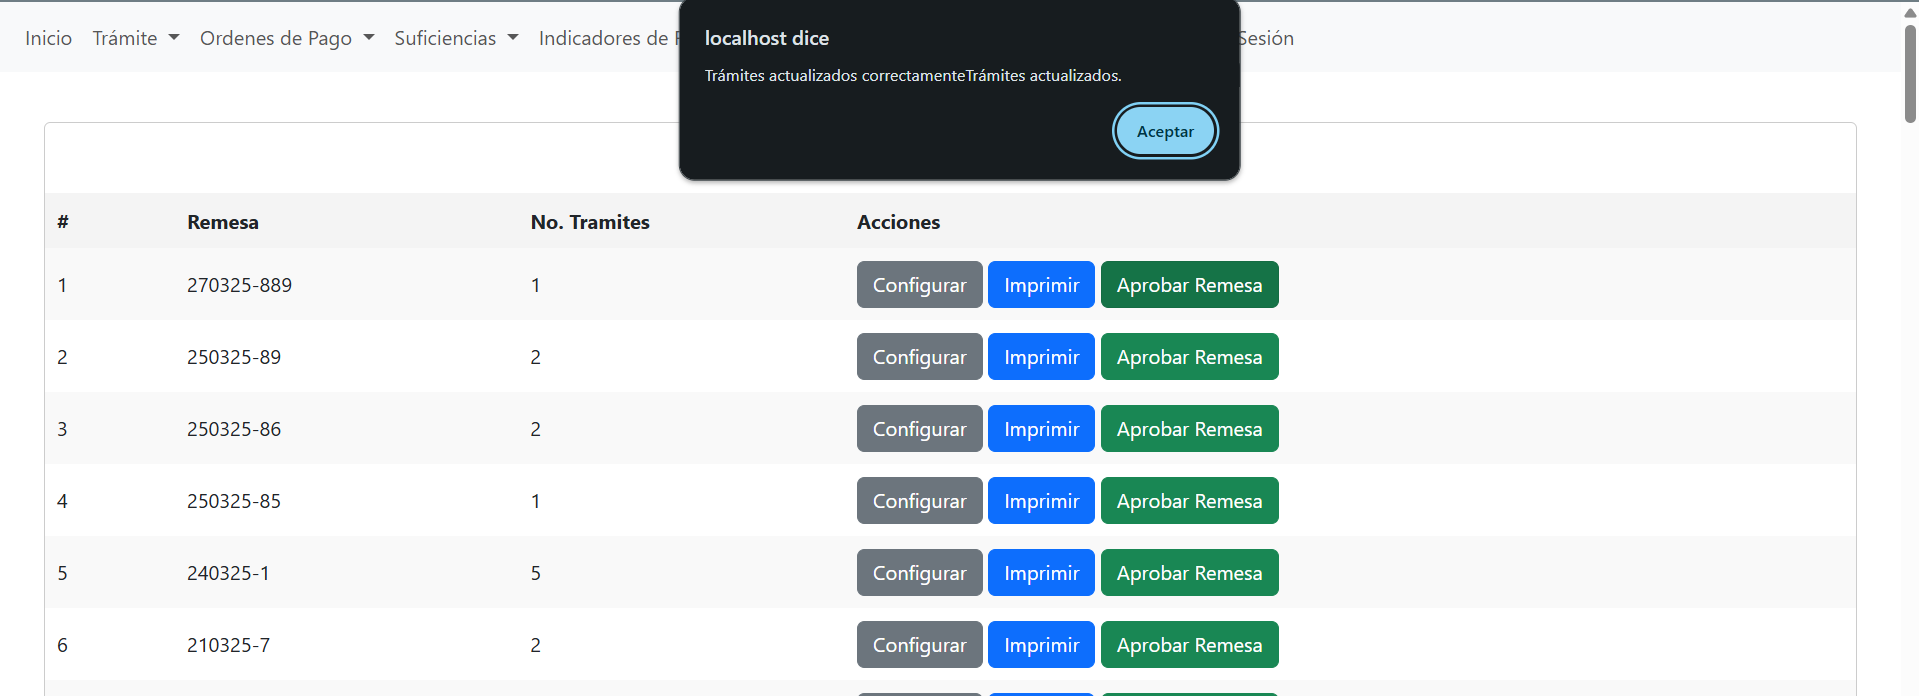 Inicio Trámite Ordenes de Pago Suficiencias Indicadores de Sesión
localhost dice
Trámites actualizados correctamenteTrámites actualizados.
Aceptar
# Remesa No. Tramites Acciones
1 270325-889 1 Configurar Imprimir Aprobar Remesa
2 250325-89 2 Configurar Imprimir Aprobar Remesa
3 250325-86 2 Configurar Imprimir Aprobar Remesa
4 250325-85 1 Configurar Imprimir Aprobar Remesa
5 240325-1 5 Configurar Imprimir Aprobar Remesa
6 210325-7 2 Configurar Imprimir Aprobar Remesa